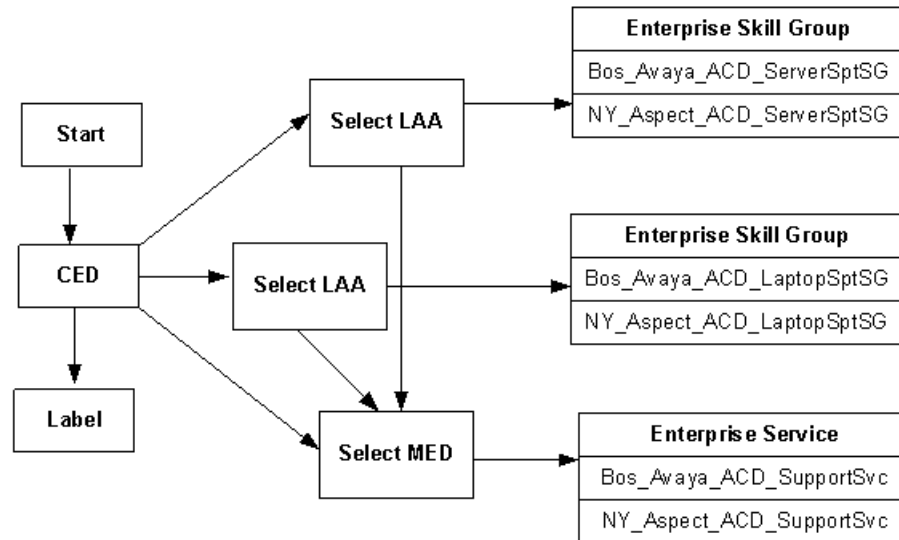 Enterprise Skill Group
Bos_Avaya_ACD_ServerSptSG
NY_Aspect_ACD_ServerSptSG
Start
Select LAA
CED
Select LAA
Enterprise Skill Group
Bos_Avaya_ACD_LaptopSptSG
NY_Aspect_ACD_LaptopSptSG
Label
Select MED
Enterprise Service
Bos_Avaya_ACD_SupportSvc
NY_Aspect_ACD_SupportSvc